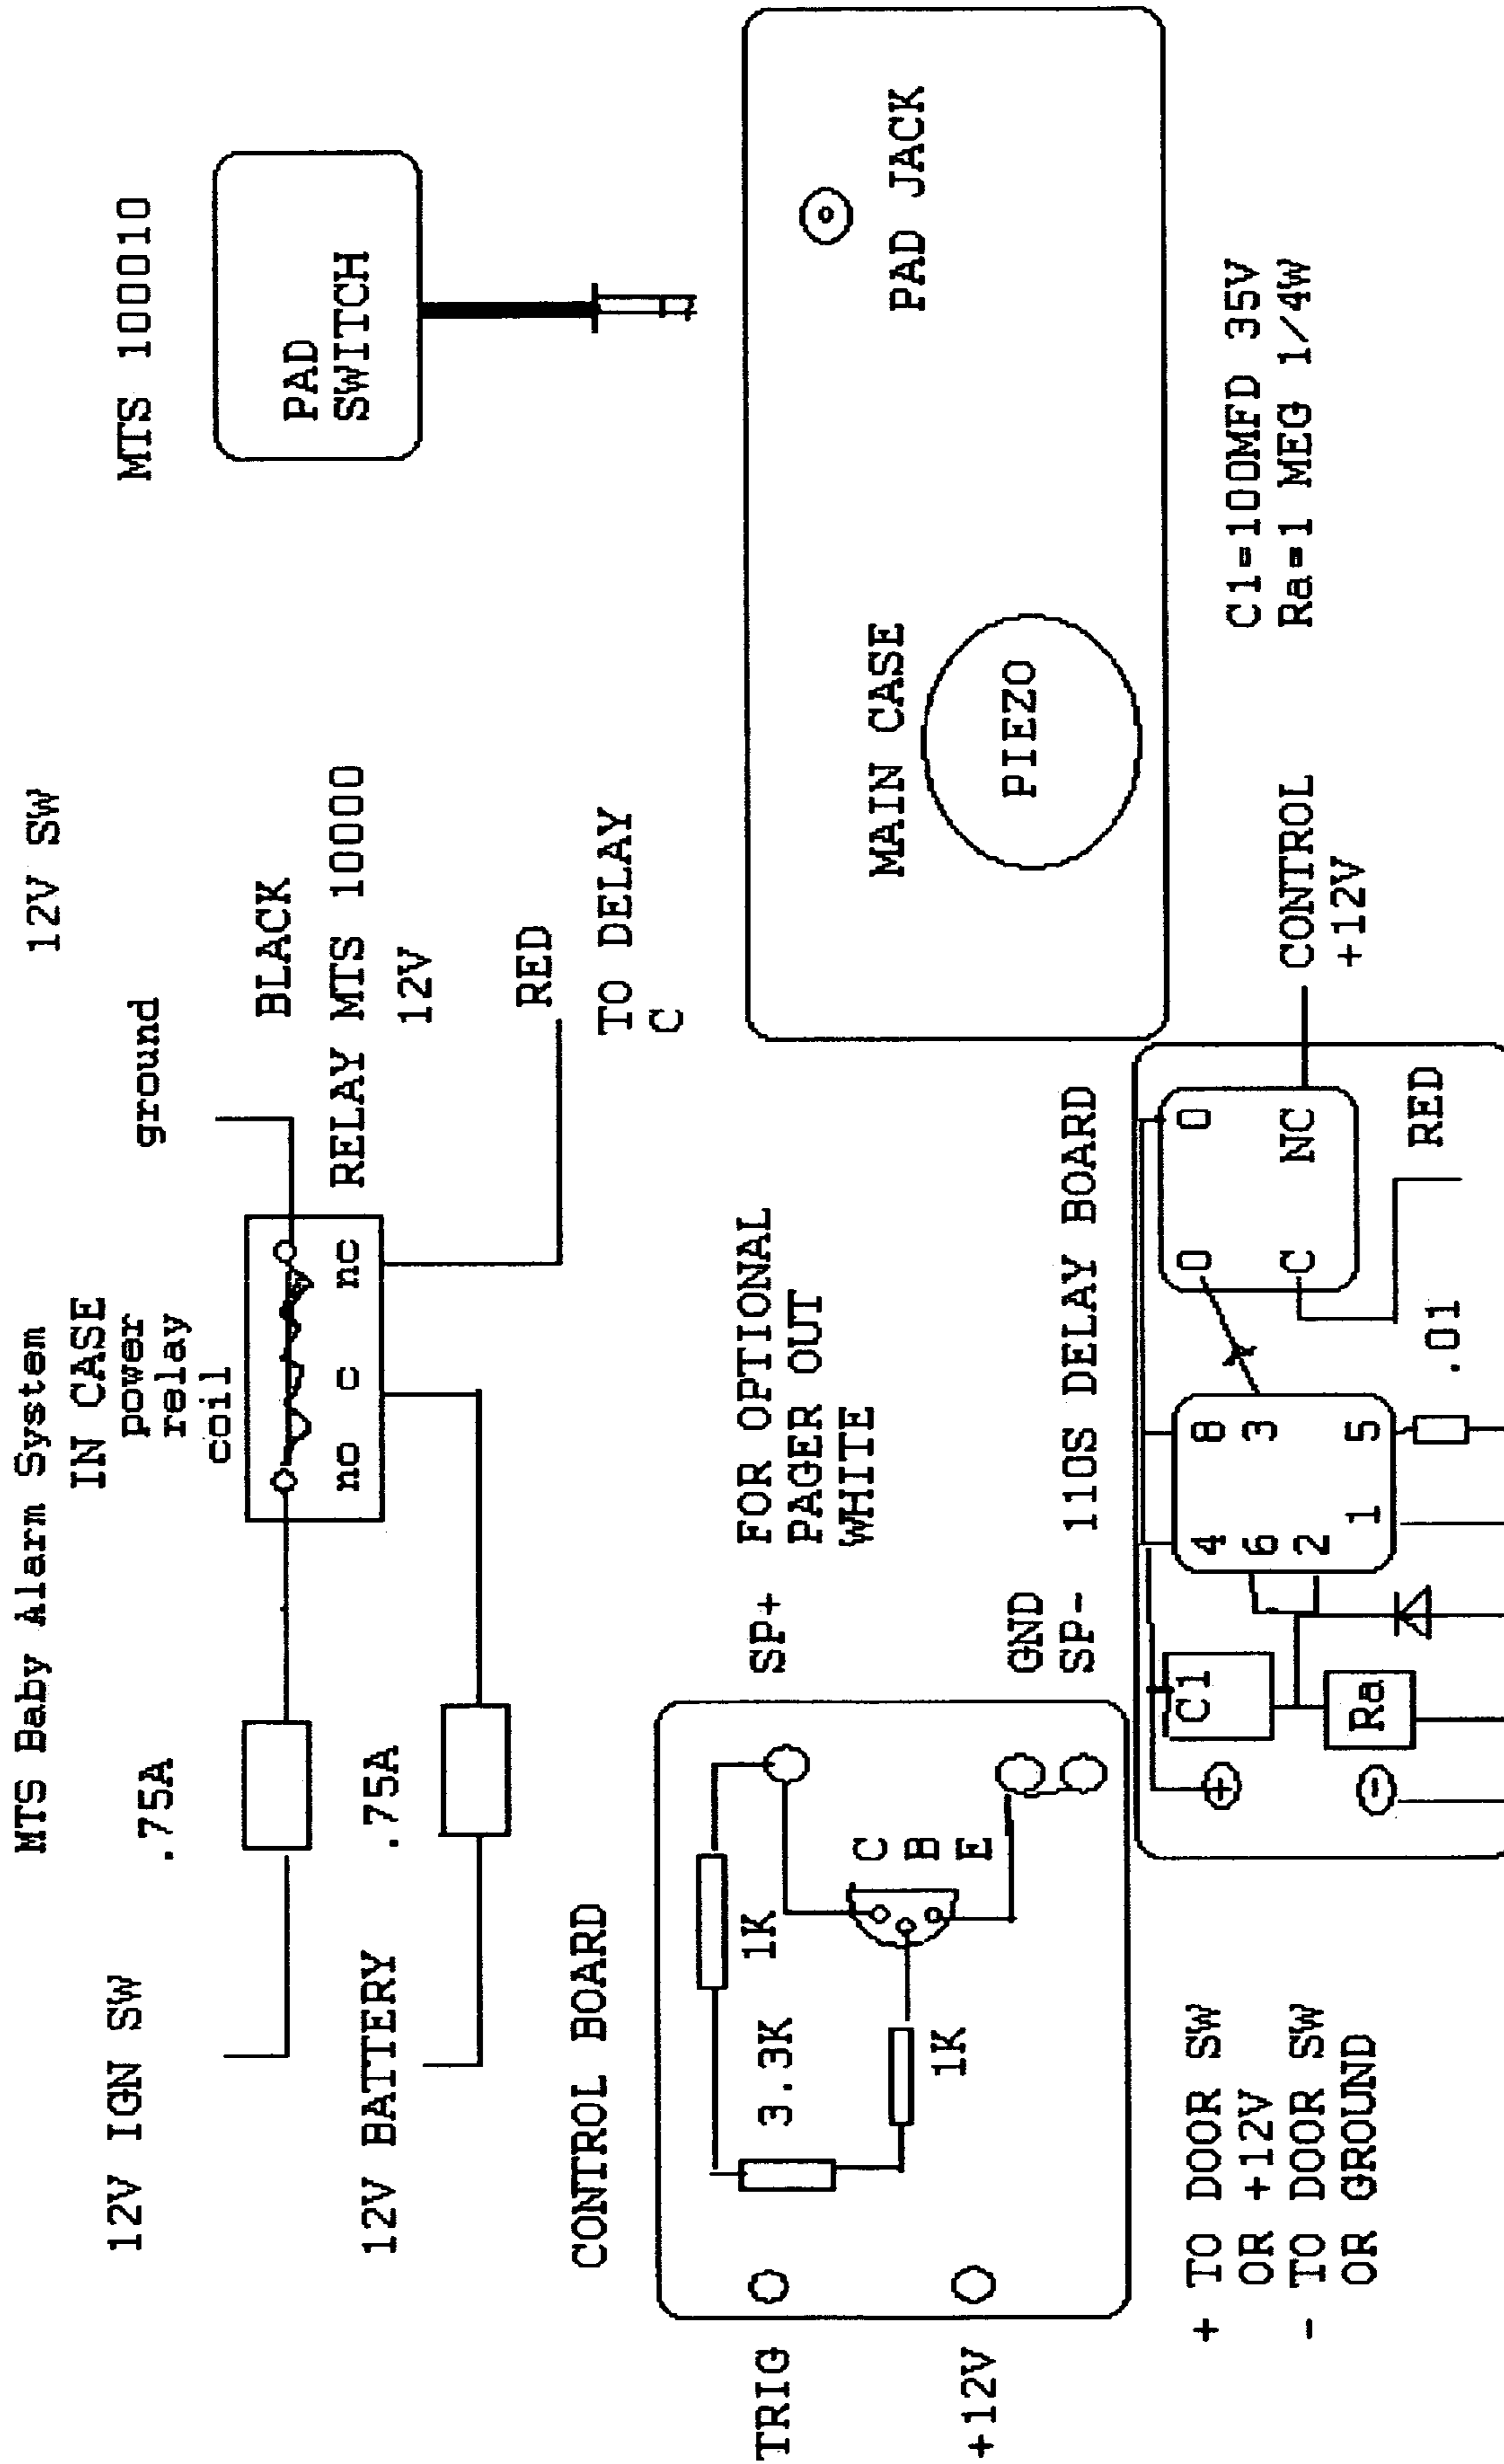 MTS Baby Alarm System
12V SW
IN CASE
power
relay
coil
ground
12V IGN SW
.75A
BLACK
MTS 100010
no c nc
RELAY MTS 10000
12V
12V BATTERY
.75A
PAD
SWITCH
RED
TO DELAY
C
CONTROL BOARD
TRIG
+12V
1K
3.3K
1K
C
B
E
SP+
GND
SP-
FOR OPTIONAL
PAGER OUT
WHITE
MAIN CASE
PIEZO
PAD JACK
110S DELAY BOARD
+ TO DOOR SW
OR +12V
- TO DOOR SW
OR GROUND
+
-
C1
Ra
4 8
6 3
2
1 5
O O
C NC
.01
RED
CONTROL
+12V
C1=100MFD 35V
Ra=1 MEG 1/4W